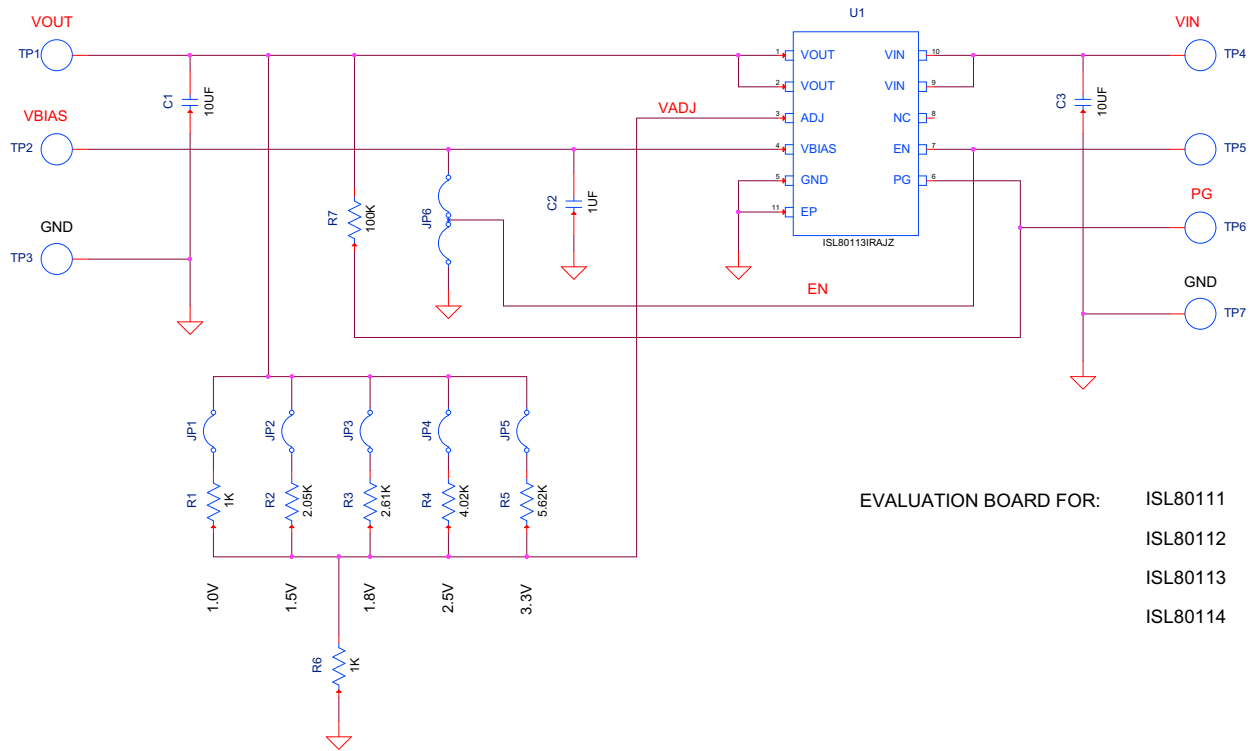 VOUT
TP1
VBIAS
TP2
GND
TP3
C1
10UF
R7
100K
JP6
C2
1UF
VADJ
EN
U1
1
VOUT
2
VOUT
3
ADJ
4
VBIAS
5
GND
11
EP
VIN
10
VIN
9
NC
8
EN
7
PG
6
ISL80113IRAJZ
C3
10UF
VIN
TP4
TP5
PG
TP6
GND
TP7
JP1
JP2
JP3
JP4
JP5
R1
1K
R2
2.05K
R3
2.61K
R4
4.02K
R5
5.62K
1.0V
1.5V
1.8V
2.5V
3.3V
R6
1K
EVALUATION BOARD FOR:
ISL80111
ISL80112
ISL80113
ISL80114